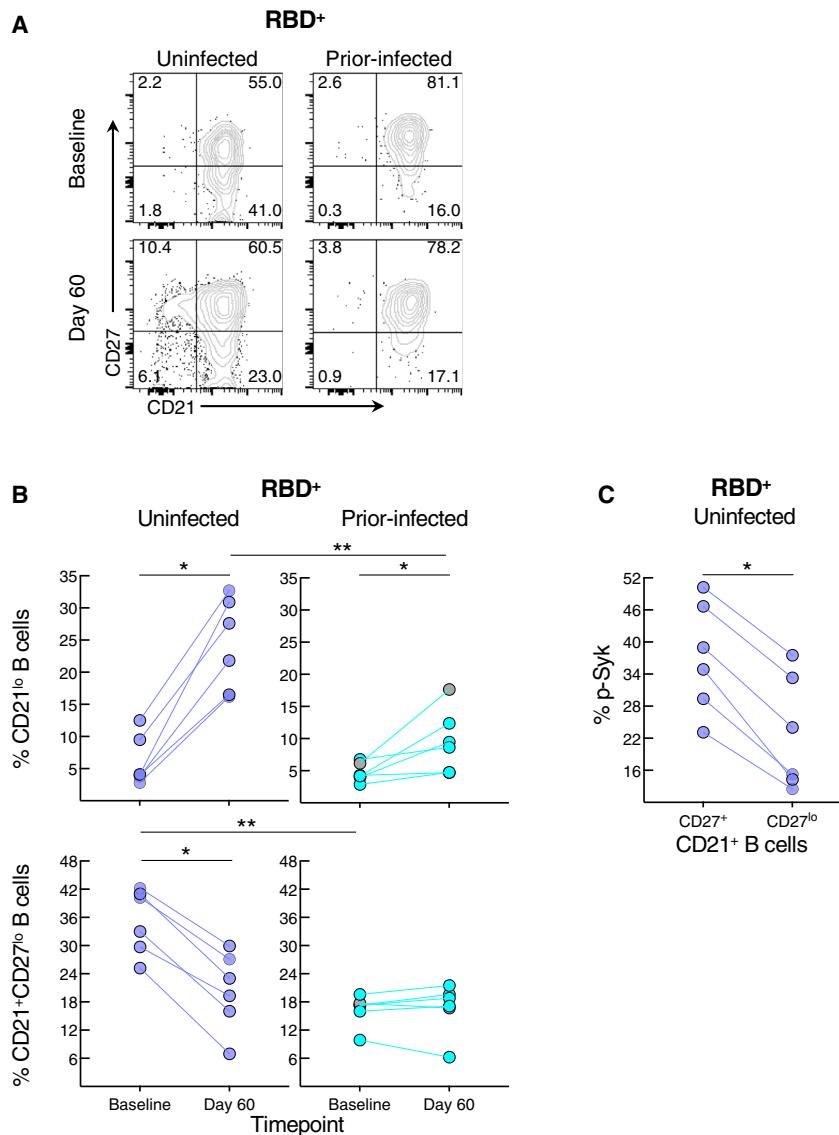 A
RBD⁺
Uninfected
Prior-infected
Baseline
2.2
55.0
1.8
41.0
2.6
81.1
0.3
16.0
Day 60
10.4
60.5
6.1
23.0
3.8
78.2
0.9
17.1
CD27
CD21
B
RBD⁺
Uninfected
Prior-infected
**
*
*
% CD21ˡᵒ B cells
35
30
25
20
15
10
5
35
30
25
20
15
10
5
**
*
% CD21⁺CD27ˡᵒ B cells
48
42
36
30
24
18
12
6
48
42
36
30
24
18
12
6
Baseline
Day 60
Baseline
Day 60
Timepoint
C
RBD⁺
Uninfected
*
% p-Syk
52
46
40
34
28
22
16
CD27⁺
CD27ˡᵒ
CD21⁺ B cells